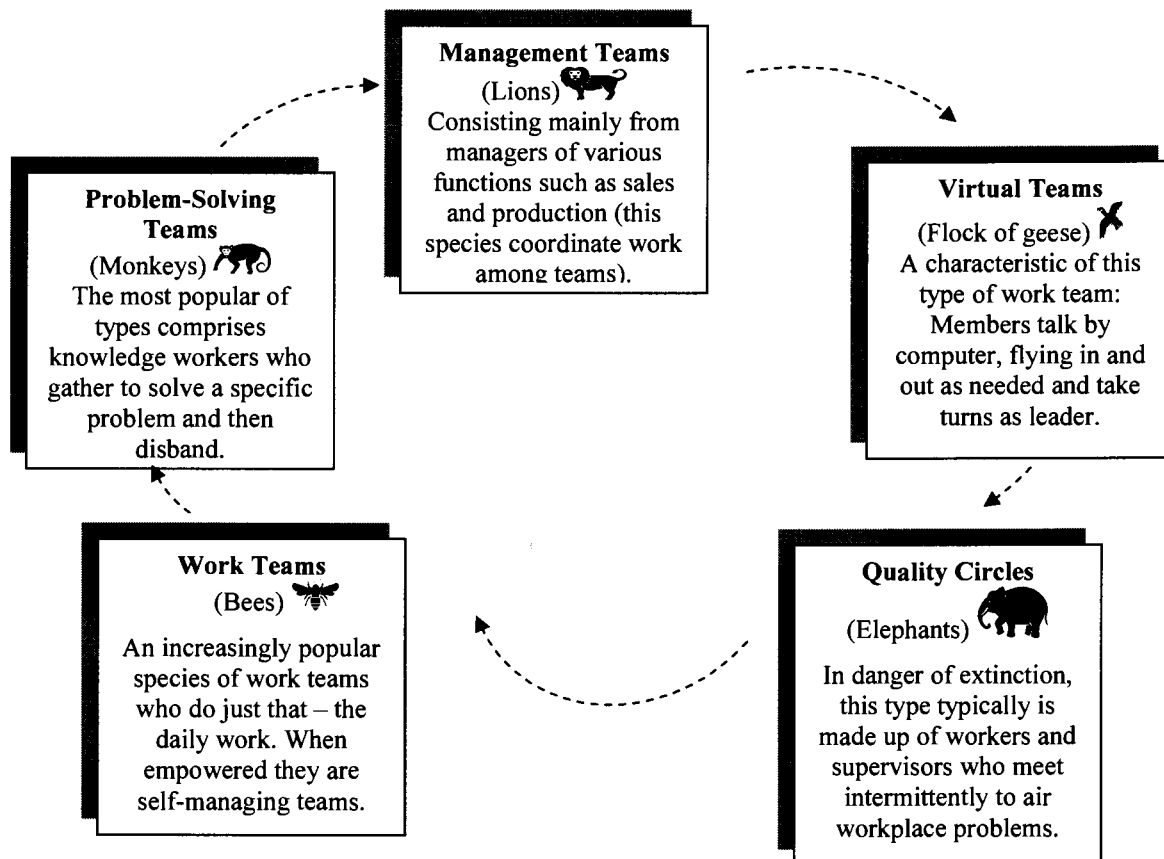 Management Teams
(Lions)
Consisting mainly from
managers of various
functions such as sales
and production (this
species coordinate work
among teams).
Virtual Teams
(Flock of geese)
A characteristic of this
type of work team:
Members talk by
computer, flying in and
out as needed and take
turns as leader.
Quality Circles
(Elephants)
In danger of extinction,
this type typically is
made up of workers and
supervisors who meet
intermittently to air
workplace problems.
Work Teams
(Bees)
An increasingly popular
species of work teams
who do just that – the
daily work. When
empowered they are
self-managing teams.
Problem-Solving
Teams
(Monkeys)
The most popular of
types comprises
knowledge workers who
gather to solve a specific
problem and then
disband.